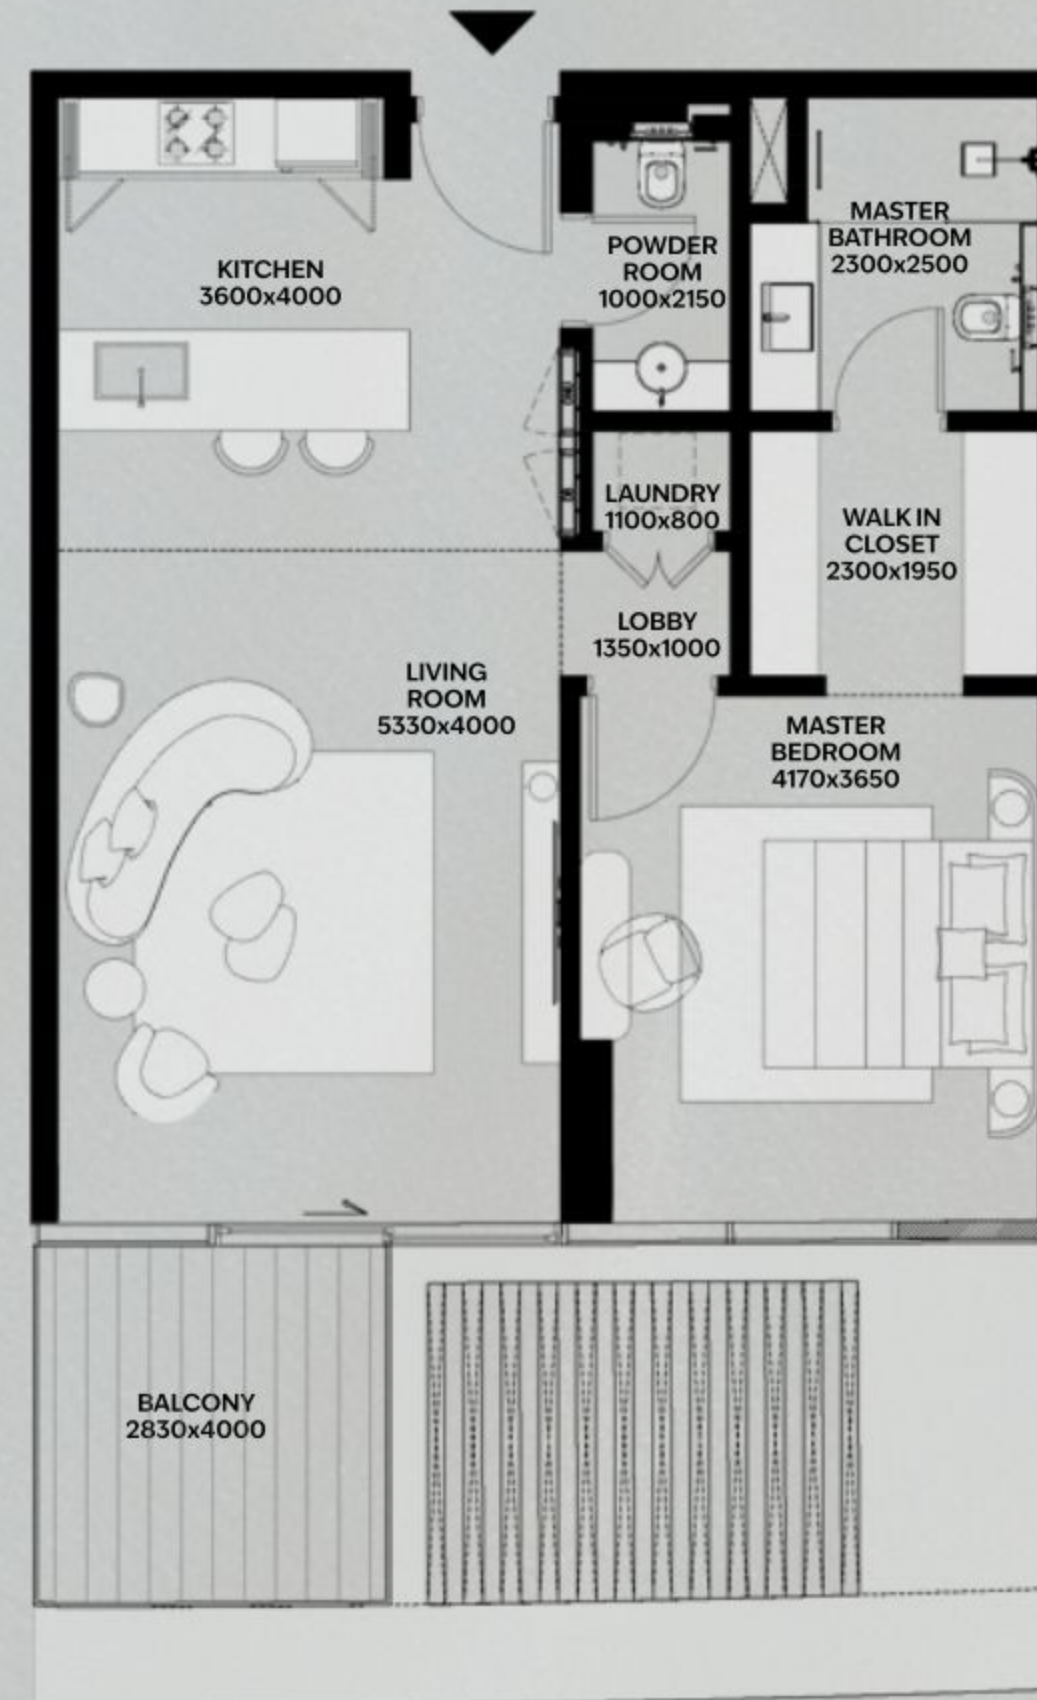 KITCHEN
3600x4000
POWDER
ROOM
1000x2150
MASTER
BATHROOM
2300x2500
LAUNDRY
1100x800
WALK IN
CLOSET
2300x1950
LOBBY
1350x1000
LIVING
ROOM
5330x4000
MASTER
BEDROOM
4170x3650
BALCONY
2830x4000